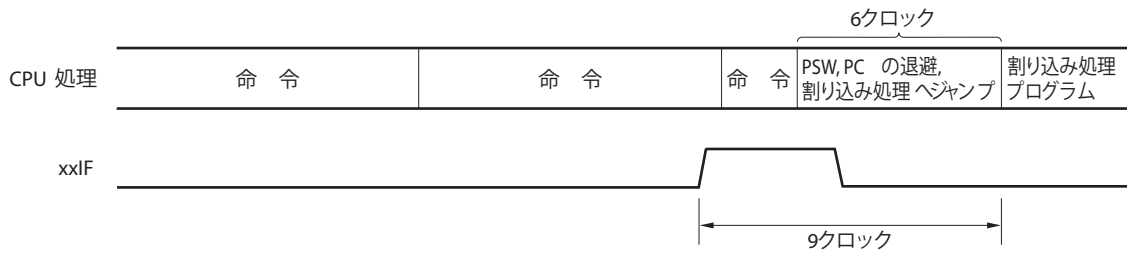 6クロック
CPU 処理
命 令
命 令
命 令
PSW, PC の退避,
割り込み処理 へジャンプ
割り込み処理
プログラム
xxIF
9クロック